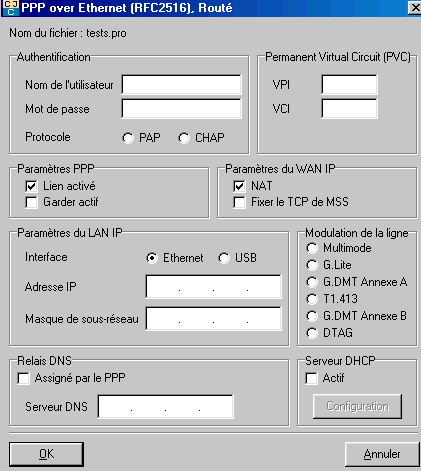 PPP over Ethernet (RFC2516), Routé
Nom du fichier : tests.pro
Authentification
Nom de l'utilisateur
Mot de passe
Protocole
PAP
CHAP
Permanent Virtual Circuit (PVC)
VPI
VCI
Paramètres PPP
Lien activé
Garder actif
Paramètres du WAN IP
NAT
Fixer le TCP de MSS
Paramètres du LAN IP
Interface
Ethernet
USB
Adresse IP
Masque de sous-réseau
Modulation de la ligne
Multimode
G.Lite
G.DMT Annexe A
T1.413
G.DMT Annexe B
DTAG
Relais DNS
Assigné par le PPP
Serveur DNS
Serveur DHCP
Actif
Configuration
OK
Annuler